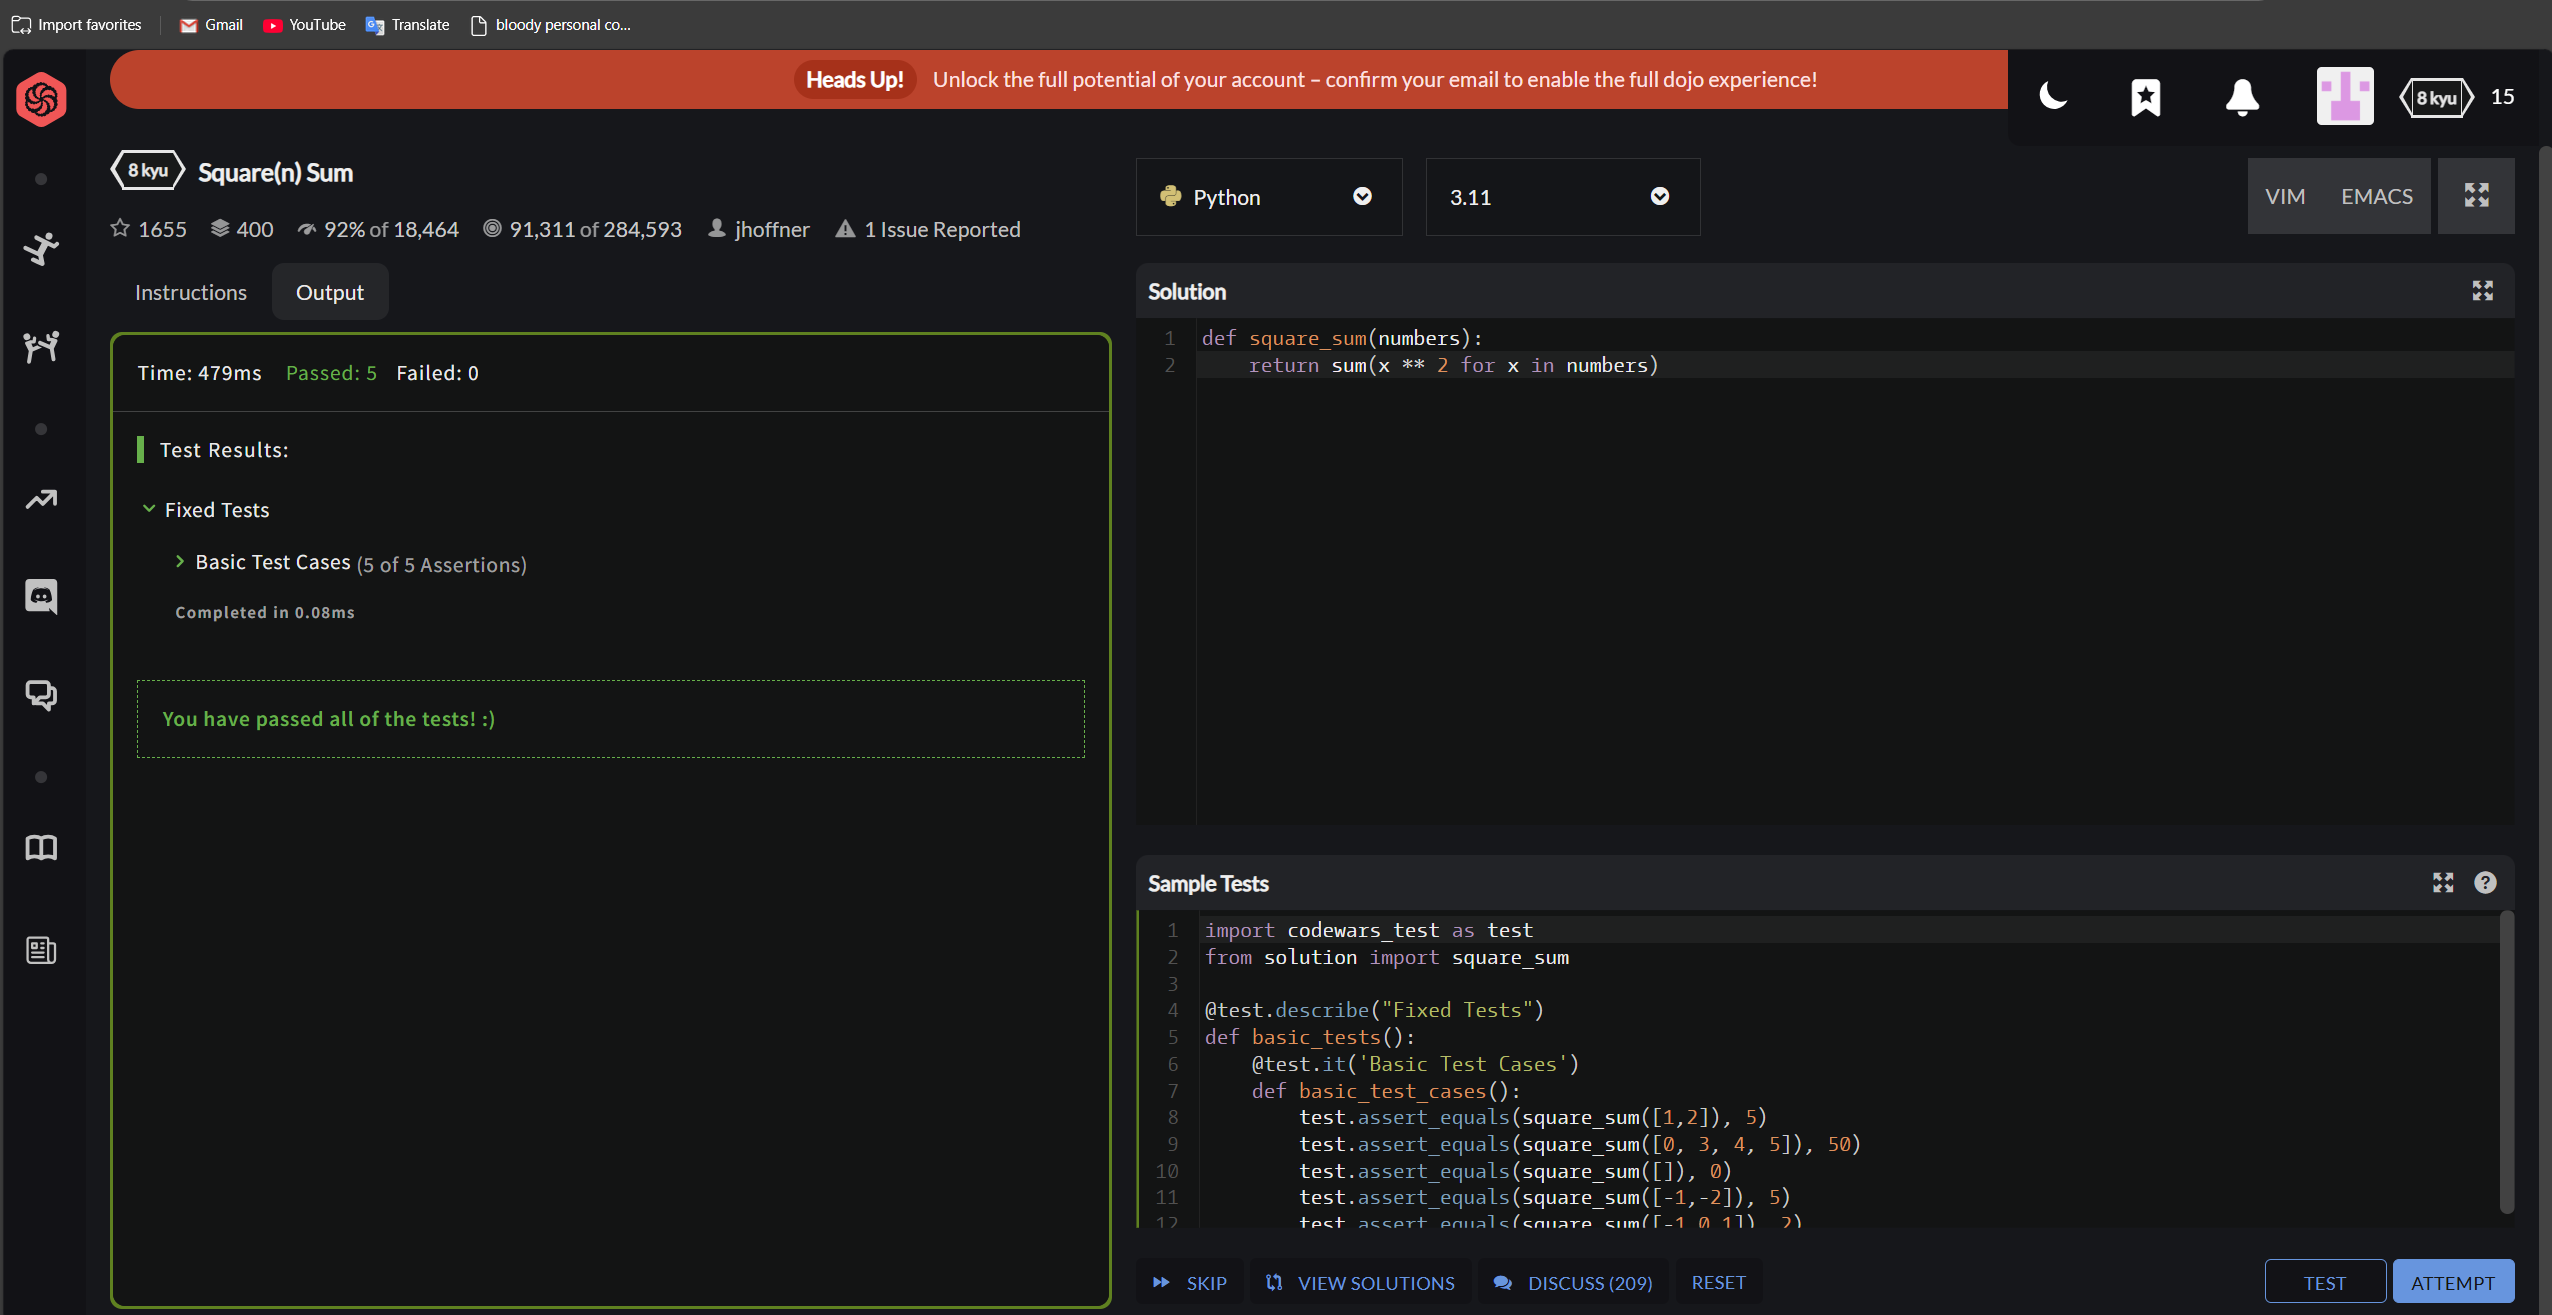 Import favorites Gmail YouTube Translate bloody personal co...
Heads Up! Unlock the full potential of your account – confirm your email to enable the full dojo experience!
8 kyu 15
8 kyu Square(n) Sum
1655 400 92% of 18,464 91,311 of 284,593 jhoffner 1 Issue Reported
Instructions Output
Time: 479ms Passed: 5 Failed: 0
Test Results:
Fixed Tests
Basic Test Cases (5 of 5 Assertions)
Completed in 0.08ms
You have passed all of the tests! :)
Python 3.11 VIM EMACS
Solution
1 def square_sum(numbers):
2 return sum(x ** 2 for x in numbers)
Sample Tests
1 import codewars_test as test
2 from solution import square_sum
3
4 @test.describe("Fixed Tests")
5 def basic_tests():
6 @test.it('Basic Test Cases')
7 def basic_test_cases():
8 test.assert_equals(square_sum([1,2]), 5)
9 test.assert_equals(square_sum([0, 3, 4, 5]), 50)
10 test.assert_equals(square_sum([]), 0)
11 test.assert_equals(square_sum([-1,-2]), 5)
12 test.assert_equals(square_sum([-1,0,1]), 2)
SKIP VIEW SOLUTIONS DISCUSS (209) RESET TEST ATTEMPT